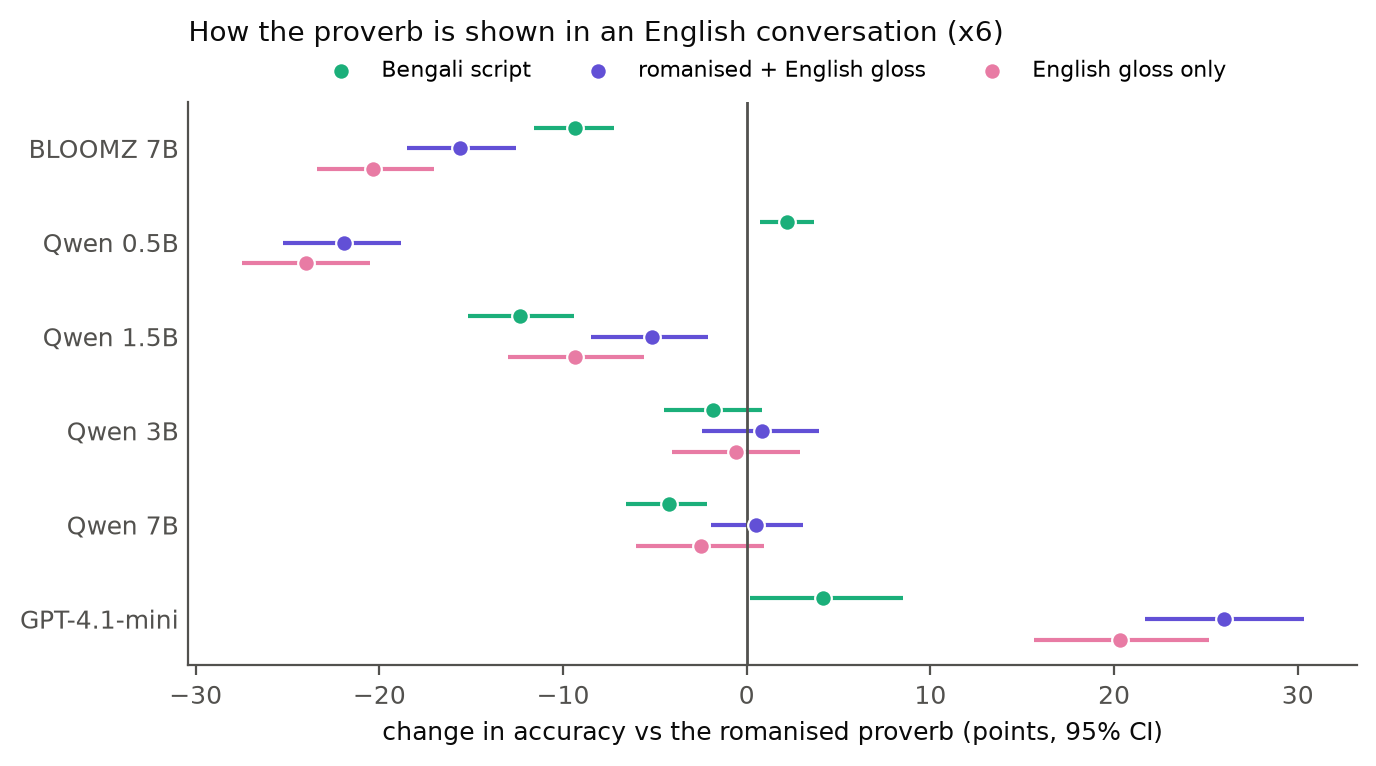 How the proverb is shown in an English conversation (x6)
Bengali script romanised + English gloss English gloss only
BLOOMZ 7B
Qwen 0.5B
Qwen 1.5B
Qwen 3B
Qwen 7B
GPT-4.1-mini
−30 −20 −10 0 10 20 30
change in accuracy vs the romanised proverb (points, 95% CI)